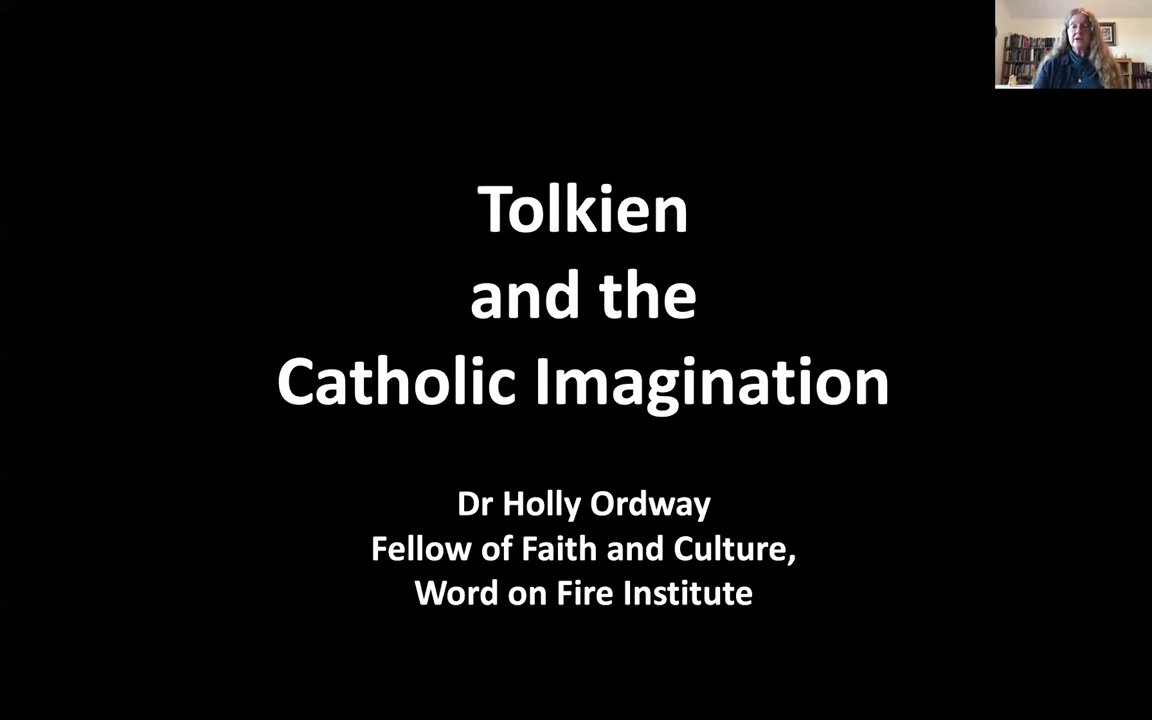 Tolkien
and the
Catholic Imagination
Dr Holly Ordway
Fellow of Faith and Culture,
Word on Fire Institute